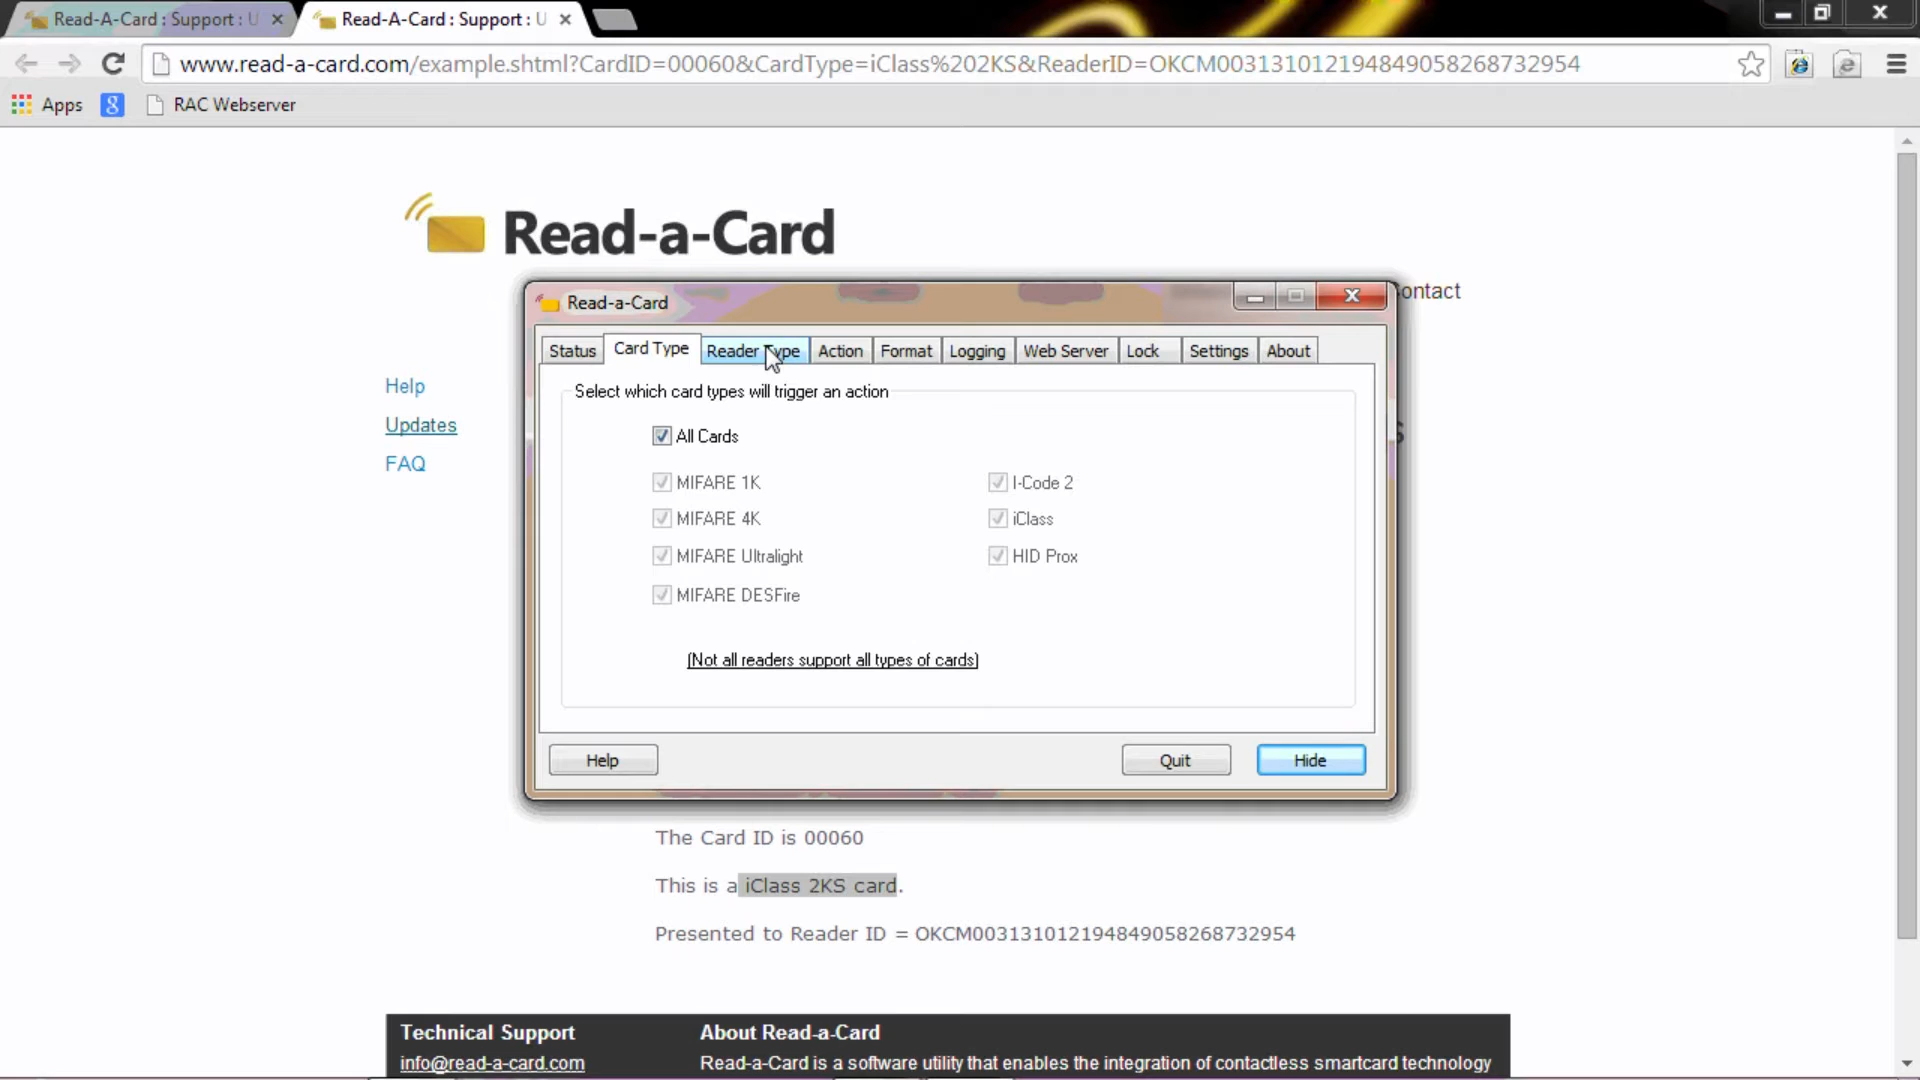 Read-A-Card : Support : U
Read-A-Card : Support : U
www.read-a-card.com/example.shtml?CardID=00060&CardType=iClass%202KS&ReaderID=OKCM0031310121948490582687​32954
Apps
RAC Webserver
Read-a-Card
ontact
Read-a-Card
Status Card Type Reader Type Action Format Logging Web Server Lock Settings About
Select which card types will trigger an action
Help
Updates
FAQ
All Cards
MIFARE 1K I-Code 2
MIFARE 4K iClass
MIFARE Ultralight HID Prox
MIFARE DESFire
(Not all readers support all types of cards)
Help Quit Hide
The Card ID is 00060
This is a iClass 2KS card.
Presented to Reader ID = OKCM003131012194849058268732954
Technical Support About Read-a-Card
info@read-a-card.com Read-a-Card is a software utility that enables the integration of contactless smartcard technology